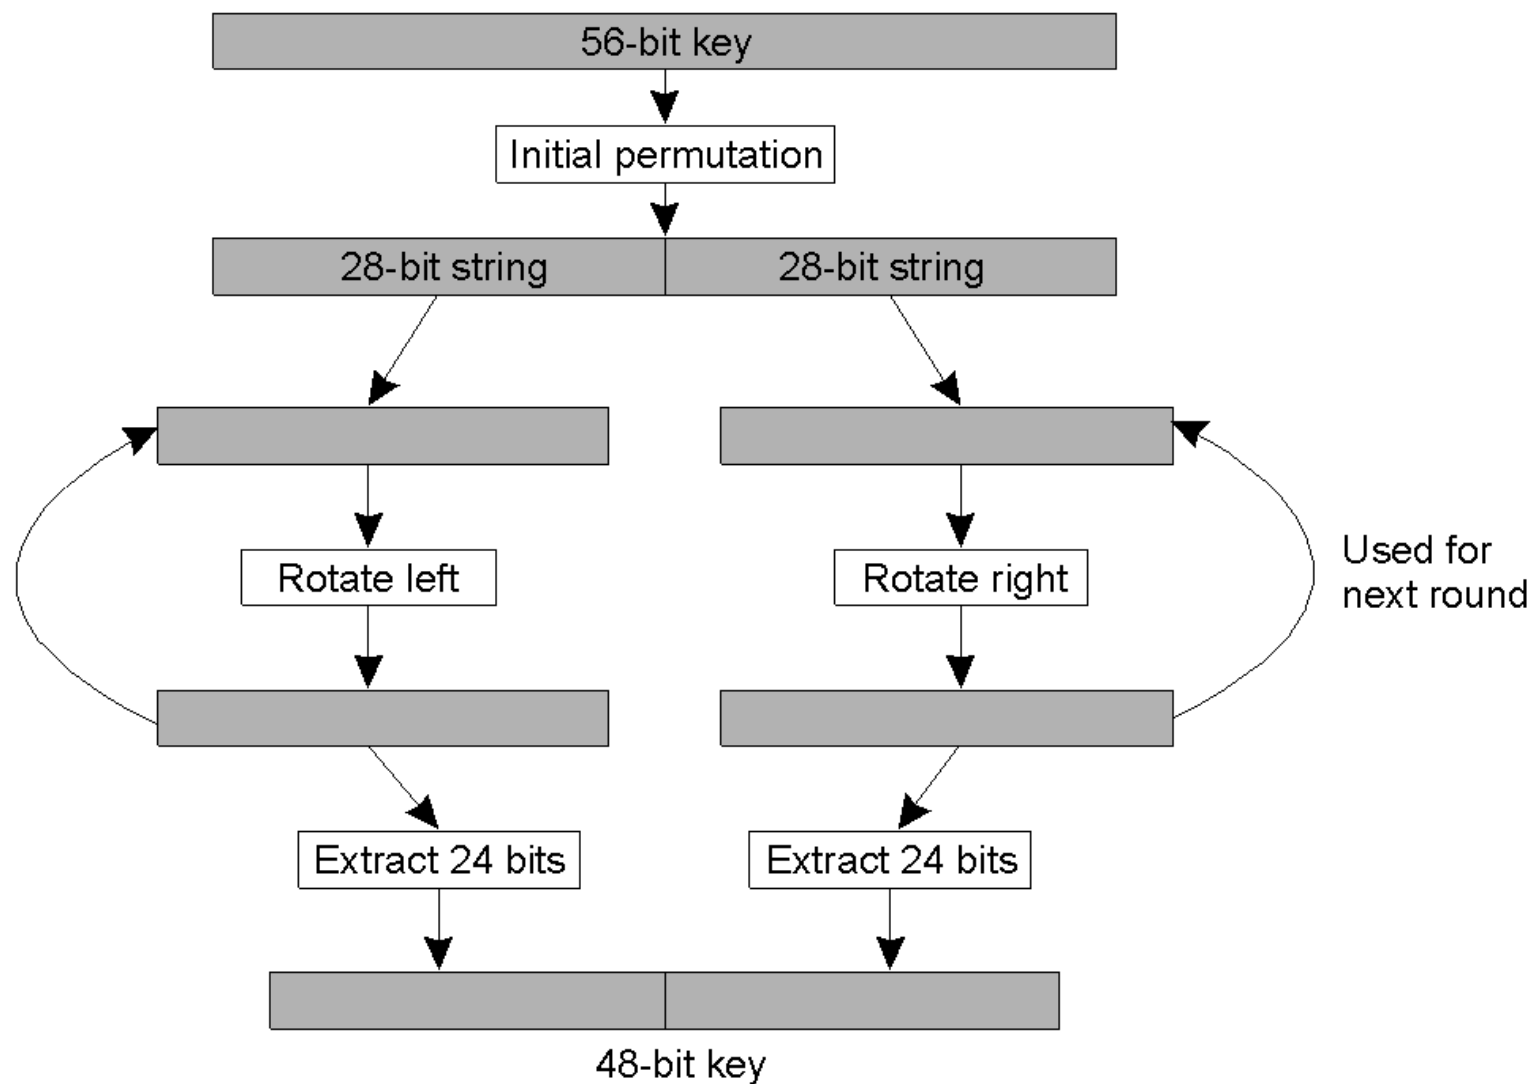 56-bit key
Initial permutation
28-bit string 28-bit string
Rotate left Rotate right
Used for
next round
Extract 24 bits Extract 24 bits
48-bit key